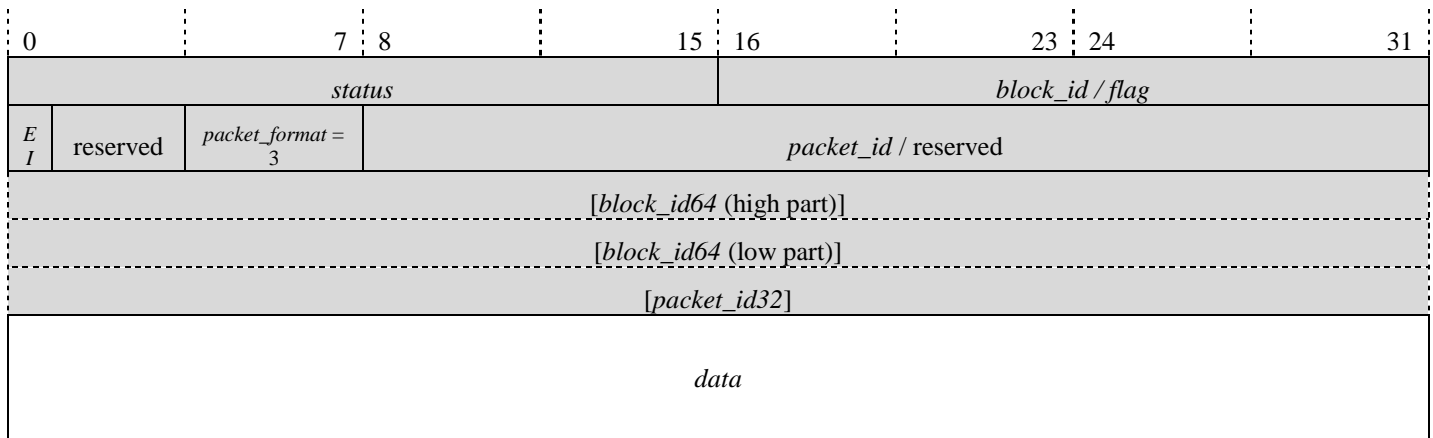 0 7 8 15 16 23 24 31
status block_id / flag
E
I reserved packet_format =
3 packet_id / reserved
[block_id64 (high part)]
[block_id64 (low part)]
[packet_id32]
data